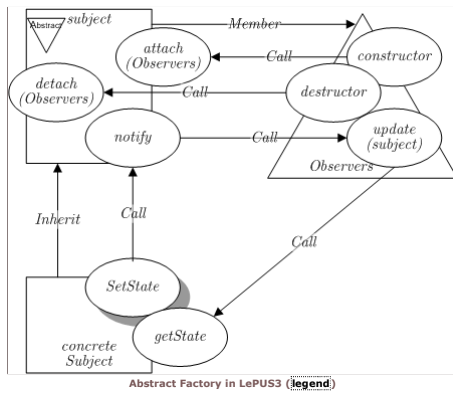 Abstract
subject
Member
attach
(Observers)
Call
constructor
detach
(Observers)
Call
destructor
notify
Call
update
(subject)
Observers
Inherit
Call
Call
SetState
getState
concrete
Subject
Abstract Factory in LePUS3 (legend)